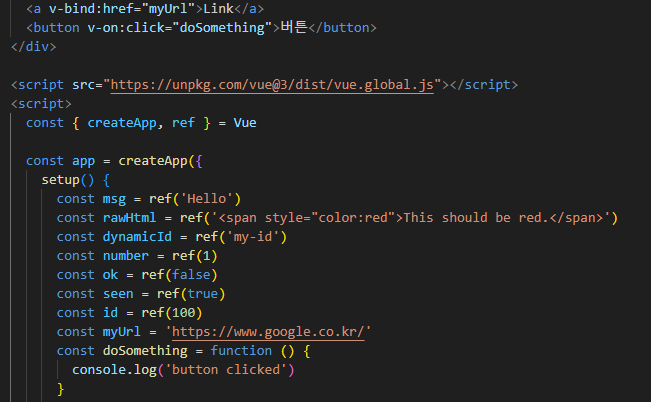 <a v-bind:href="myUrl">Link</a>
<button v-on:click="doSomething">버튼</button>
</div>
<script src="https://unpkg.com/vue@3/dist/vue.global.js"></script>
<script>
const { createApp, ref } = Vue
const app = createApp({
setup() {
const msg = ref('Hello')
const rawHtml = ref('<span style="color:red">This should be red.</span>')
const dynamicId = ref('my-id')
const number = ref(1)
const ok = ref(false)
const seen = ref(true)
const id = ref(100)
const myUrl = 'https://www.google.co.kr/'
const doSomething = function () {
console.log('button clicked')
}